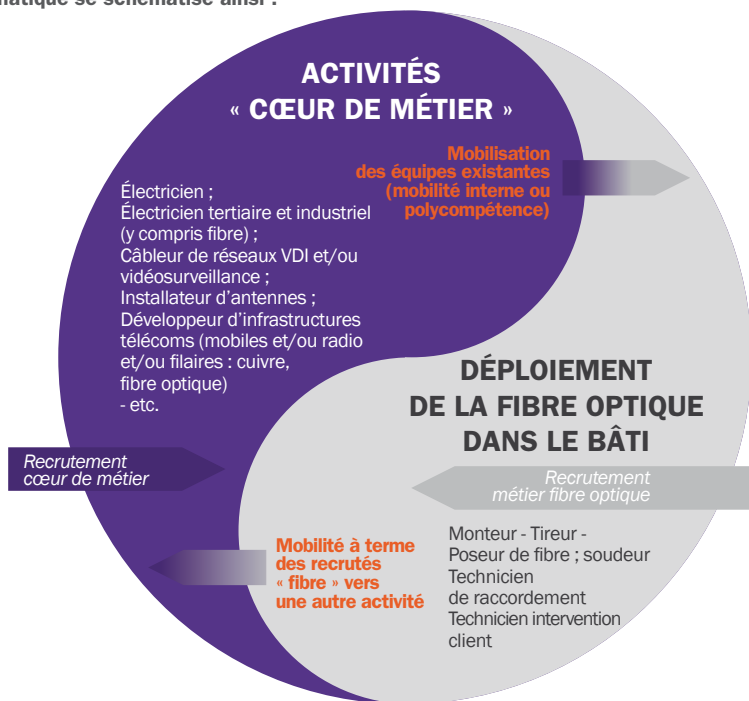 ACTIVITÉS
« CŒUR DE MÉTIER »
Mobilisation
des équipes existantes
(mobilité interne ou
polycompétence)
Électricien ;
Électricien tertiaire et industriel
(y compris fibre) ;
Câbleur de réseaux VDI et/ou
vidéosurveillance ;
Installateur d'antennes ;
Développeur d'infrastructures
télécoms (mobiles et/ou radio
et/ou filaires : cuivre,
fibre optique)
- etc.
DÉPLOIEMENT
DE LA FIBRE OPTIQUE
DANS LE BÂTI
Recrutement
cœur de métier
Recrutement
métier fibre optique
Mobilité à terme
des recrutés
« fibre » vers
une autre activité
Monteur - Tireur -
Poseur de fibre ; soudeur
Technicien
de raccordement
Technicien intervention
client